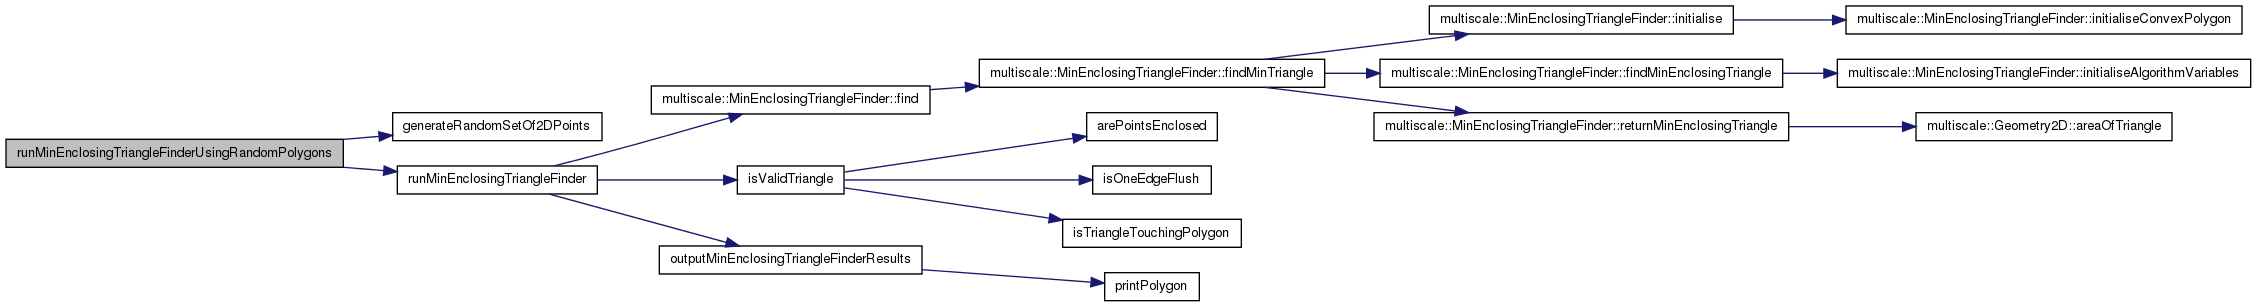 runMinEnclosingTriangleFinderUsingRandomPolygons
generateRandomSetOf2DPoints
runMinEnclosingTriangleFinder
multiscale::MinEnclosingTriangleFinder::find
isValidTriangle
outputMinEnclosingTriangleFinderResults
multiscale::MinEnclosingTriangleFinder::findMinTriangle
arePointsEnclosed
isOneEdgeFlush
isTriangleTouchingPolygon
printPolygon
multiscale::MinEnclosingTriangleFinder::initialise
multiscale::MinEnclosingTriangleFinder::findMinEnclosingTriangle
multiscale::MinEnclosingTriangleFinder::returnMinEnclosingTriangle
multiscale::MinEnclosingTriangleFinder::initialiseConvexPolygon
multiscale::MinEnclosingTriangleFinder::initialiseAlgorithmVariables
multiscale::Geometry2D::areaOfTriangle